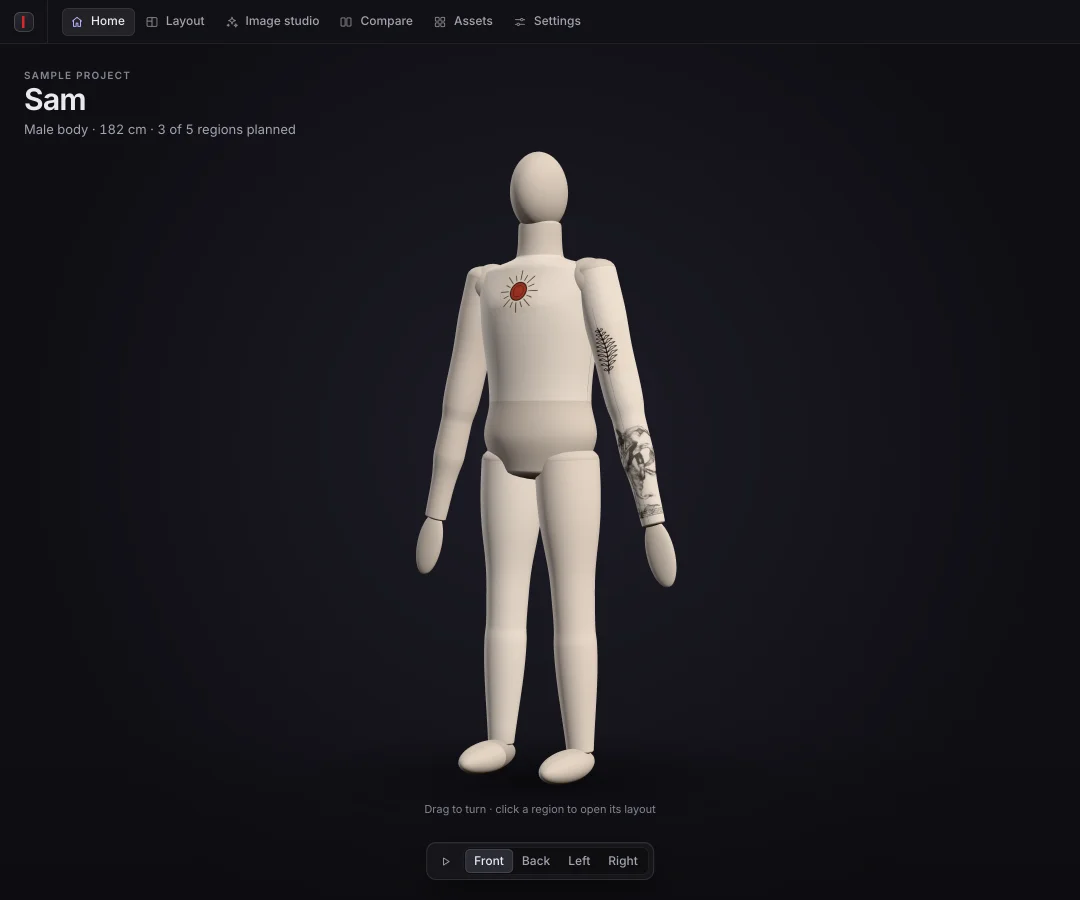 Home Layout Image studio Compare Assets Settings
SAMPLE PROJECT
Sam
Male body · 182 cm · 3 of 5 regions planned
Drag to turn · click a region to open its layout
Front Back Left Right